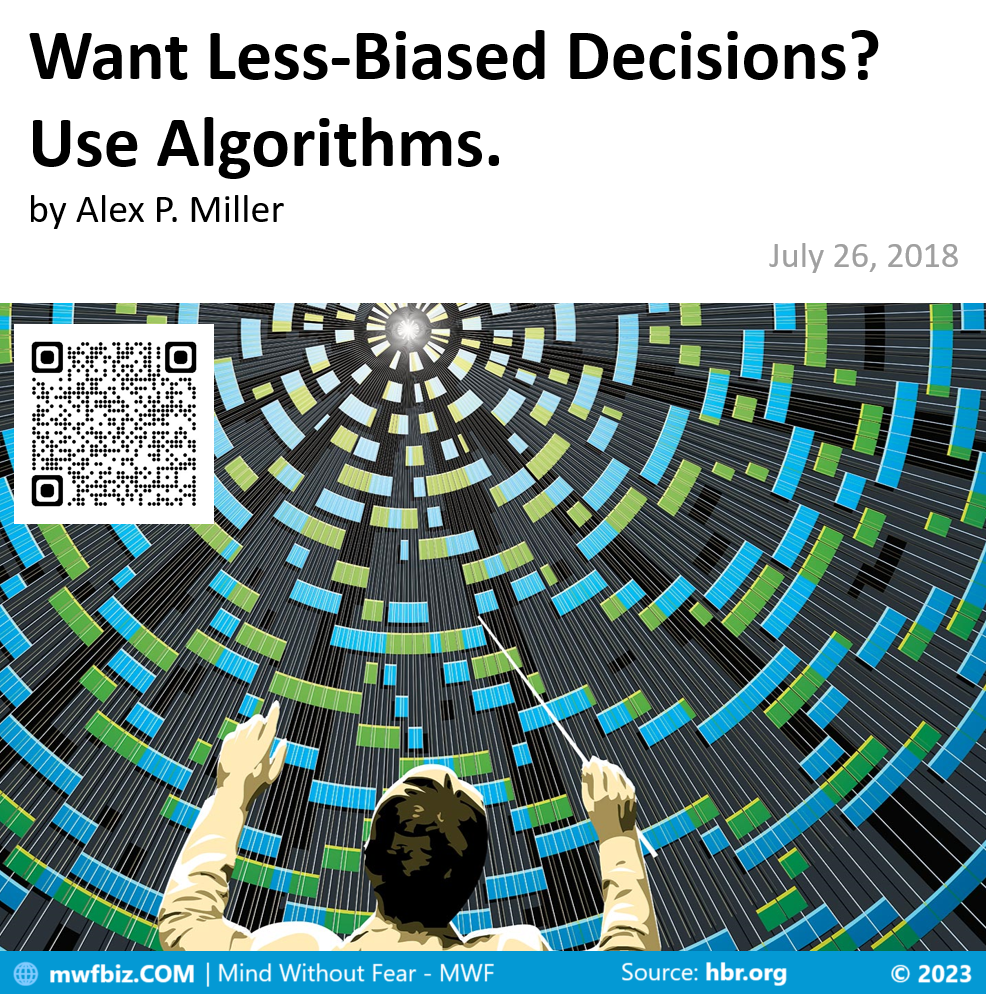 Want Less-Biased Decisions?
Use Algorithms.
by Alex P. Miller
July 26, 2018
mwfbiz.COM | Mind Without Fear - MWF Source: hbr.org © 2023